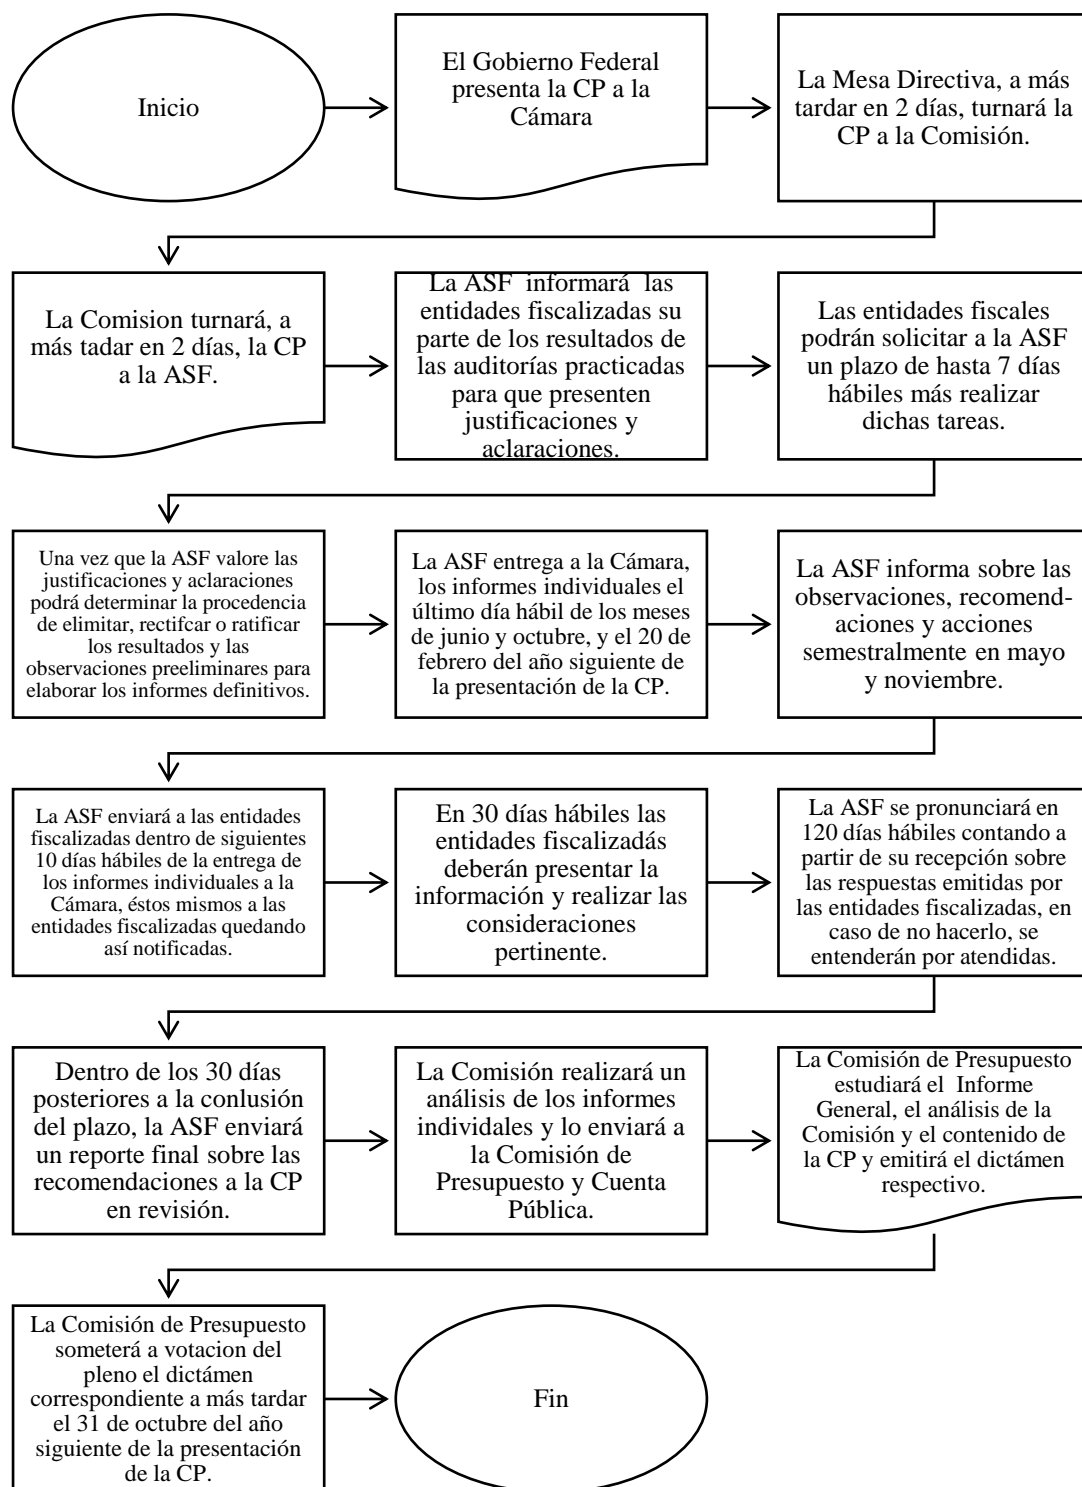 Inicio
El Gobierno Federal
presenta la CP a la
Cámara
La Mesa Directiva, a más
tardar en 2 días, turnará la
CP a la Comisión.
La Comision turnará, a
más tadar en 2 días, la CP
a la ASF.
La ASF informará las
entidades fiscalizadas su
parte de los resultados de
las auditorías practicadas
para que presenten
justificaciones y
aclaraciones.
Las entidades fiscales
podrán solicitar a la ASF
un plazo de hasta 7 días
hábiles más realizar
dichas tareas.
Una vez que la ASF valore las
justificaciones y aclaraciones
podrá determinar la procedencia
de elimitar, rectifcar o ratificar
los resultados y las
observaciones preeliminares para
elaborar los informes definitivos.
La ASF entrega a la Cámara,
los informes individuales el
último día hábil de los meses
de junio y octubre, y el 20 de
febrero del año siguiente de
la presentación de la CP.
La ASF informa sobre las
observaciones, recomend-
aciones y acciones
semestralmente en mayo
y noviembre.
La ASF enviará a las entidades
fiscalizadas dentro de siguientes
10 días hábiles de la entrega de
los informes individuales a la
Cámara, éstos mismos a las
entidades fiscalizadas quedando
así notificadas.
En 30 días hábiles las
entidades fiscalizadás
deberán presentar la
información y realizar las
consideraciones
pertinente.
La ASF se pronunciará en
120 días hábiles contando a
partir de su recepción sobre
las respuestas emitidas por
las entidades fiscalizadas, en
caso de no hacerlo, se
entenderán por atendidas.
Dentro de los 30 días
posteriores a la conlusión
del plazo, la ASF enviará
un reporte final sobre las
recomendaciones a la CP
en revisión.
La Comisión realizará un
análisis de los informes
individales y lo enviará a
la Comisión de
Presupuesto y Cuenta
Pública.
La Comisión de Presupuesto
estudiará el Informe
General, el análisis de la
Comisión y el contenido de
la CP y emitirá el dictámen
respectivo.
La Comisión de Presupuesto
someterá a votacion del
pleno el dictámen
correspondiente a más tardar
el 31 de octubre del año
siguiente de la presentación
de la CP.
Fin